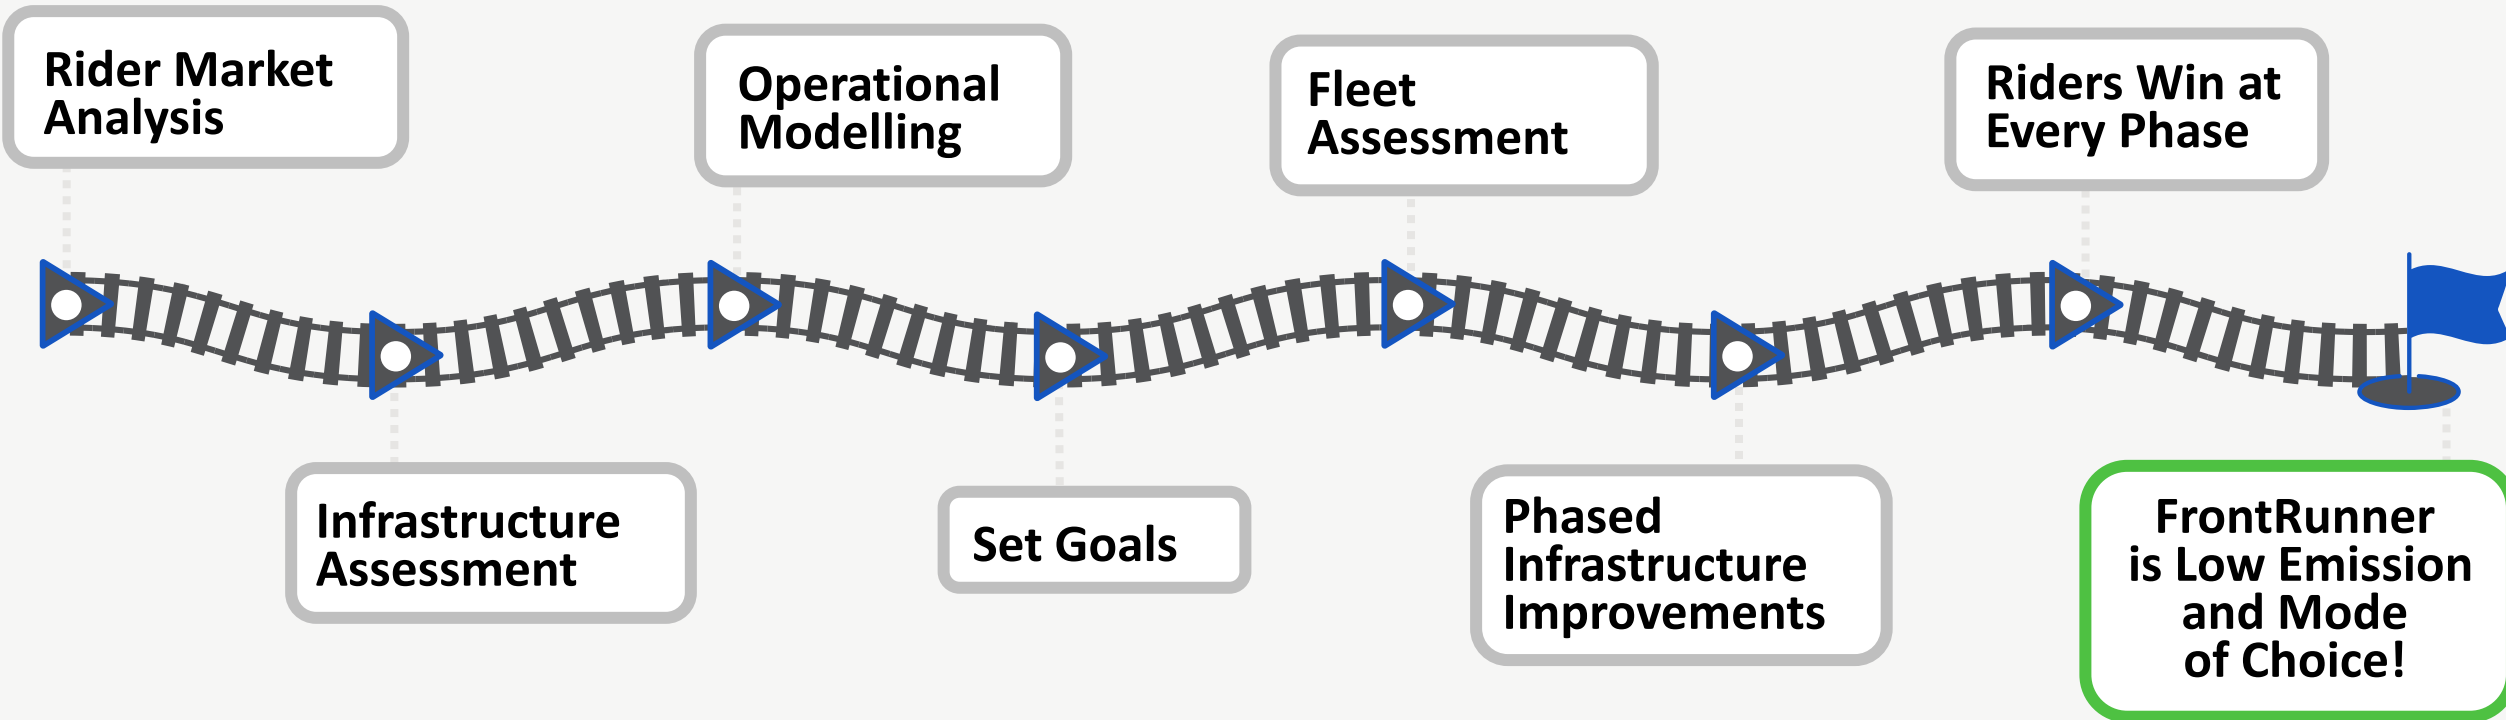 Rider Market
Analysis
Infrastructure
Assessment
Operational
Modelling
Set Goals
Fleet
Assessment
Phased
Infrastructure
Improvements
Riders Win at
Every Phase
FrontRunner
is Low Emission
and Mode
of Choice!